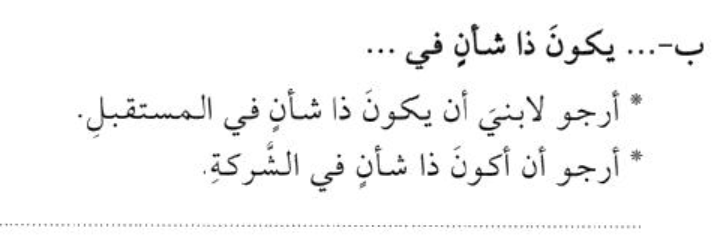 ب-... يكونَ ذا شأنٍ في ...
* أرجو لابنيَ أن يكونَ ذا شأنٍ في المستقبلِ.
* أرجو أن أكونَ ذا شأنٍ في الشَّركةِ.